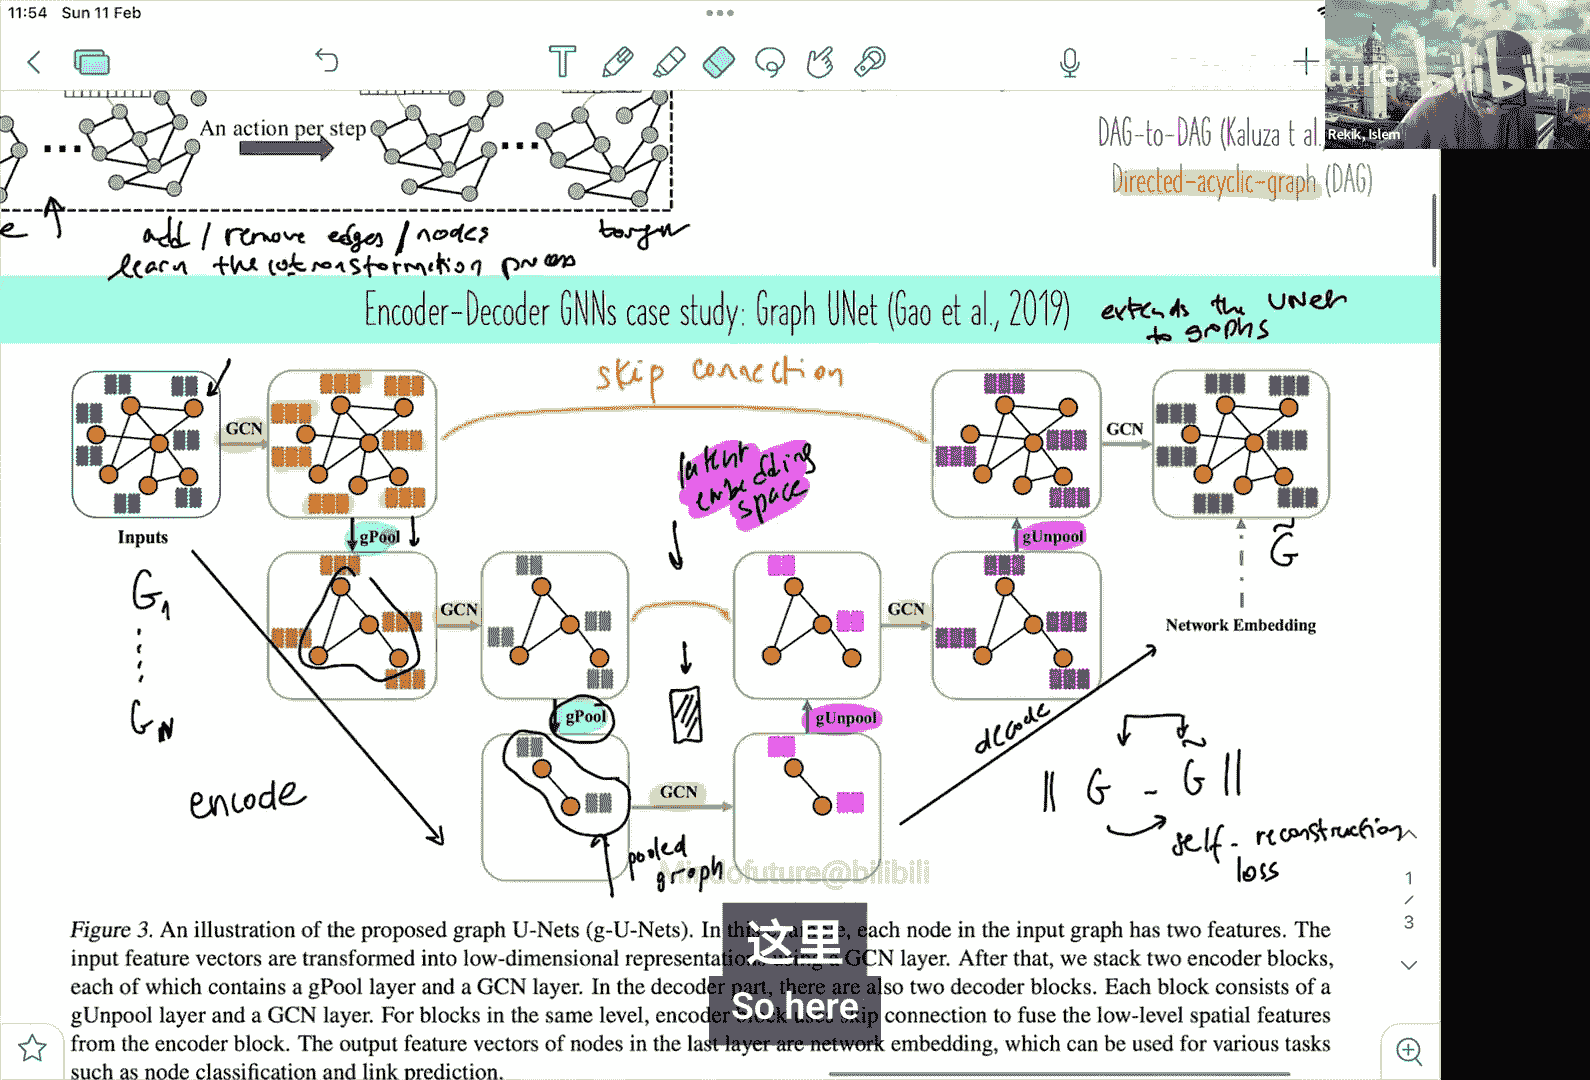 11:54 Sun 11 Feb
ture bilibili
Rekik, Islem
An action per step
DAG-to-DAG (Kaluza t al.
Directed-acyclic-graph (DAG)
add / remove edges / nodes
learn the transformation process
Encoder-Decoder GNNs case study: Graph UNet (Gao et al., 2019)
extends the UNet
to graphs
skip connection
GCN
GCN
latent
embedding
space
Inputs
gPool
gUnpool
G̃
G1
GCN
GCN
Network Embedding
GN
gPool
gUnpool
decode
encode
GCN
|| G - G̃ ||
self-reconstruction
loss
pooled
graph
Mindofuture@bilibili
1
3
Figure 3. An illustration of the proposed graph U-Nets (g-U-Nets). In this , each node in the input graph has two features. The
input feature vectors are transformed into low-dimensional representations using a GCN layer. After that, we stack two encoder blocks,
each of which contains a gPool layer and a GCN layer. In the decoder part, there are also two decoder blocks. Each block consists of a
gUnpool layer and a GCN layer. For blocks in the same level, encoder block uses skip connection to fuse the low-level spatial features
from the encoder block. The output feature vectors of nodes in the last layer are network embedding, which can be used for various tasks
such as node classification and link prediction.
这里
So here